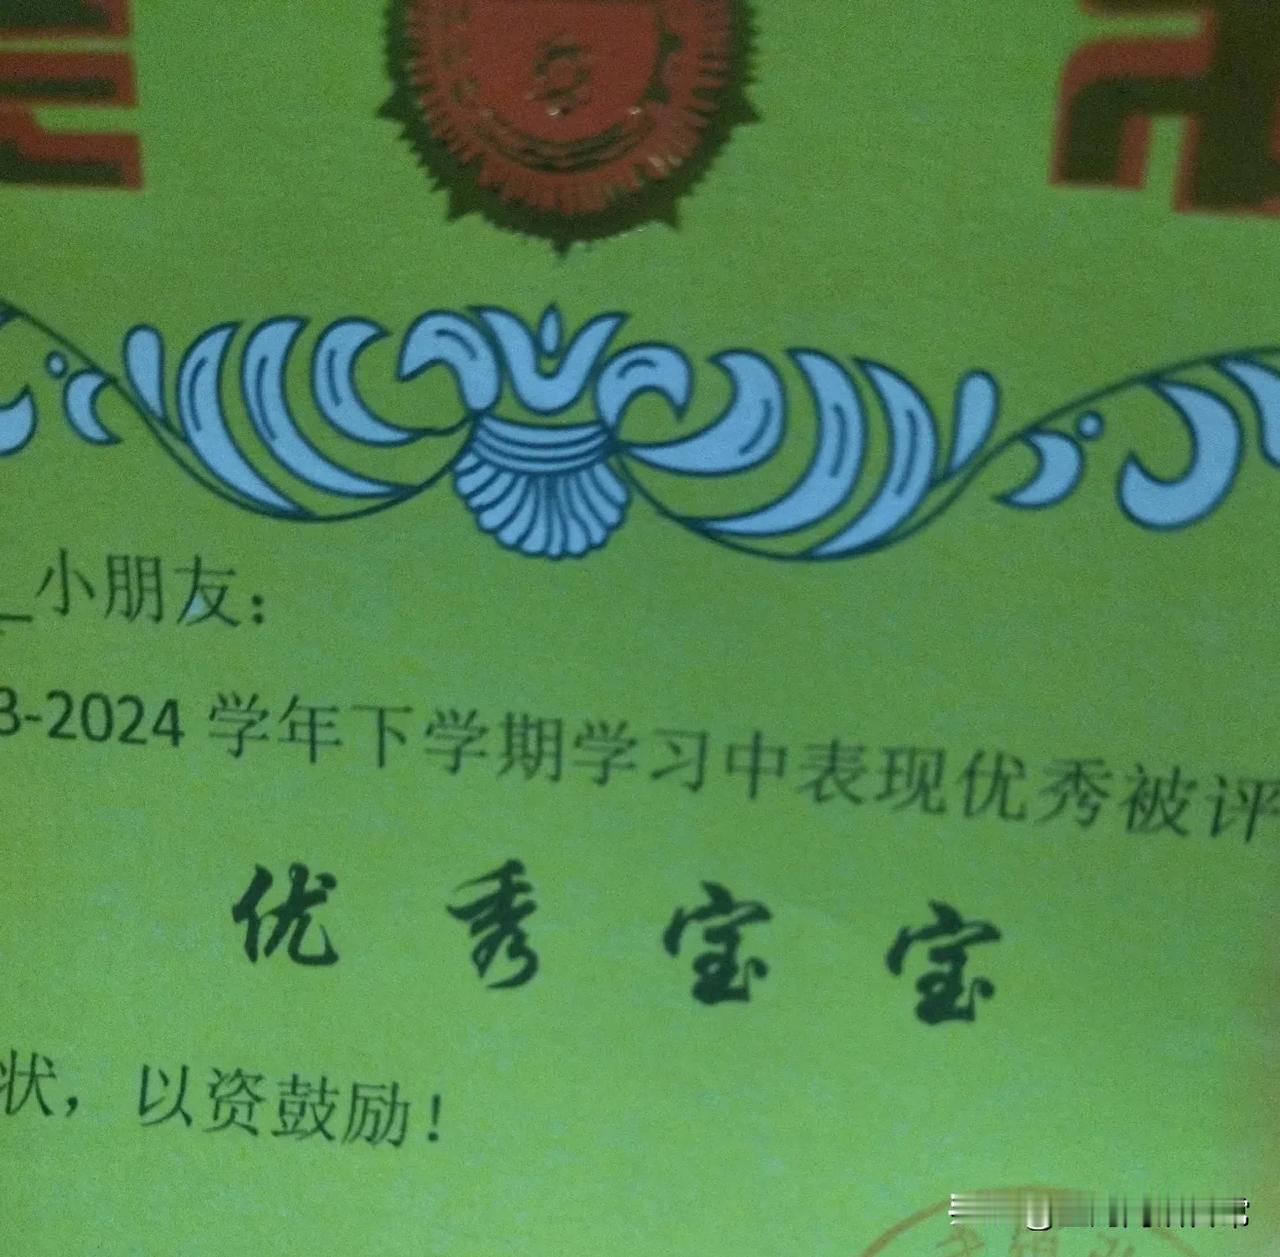 小朋友：
3-2024 学年下学期学习中表现优秀被评
优 秀 宝 宝
状，以资鼓励！